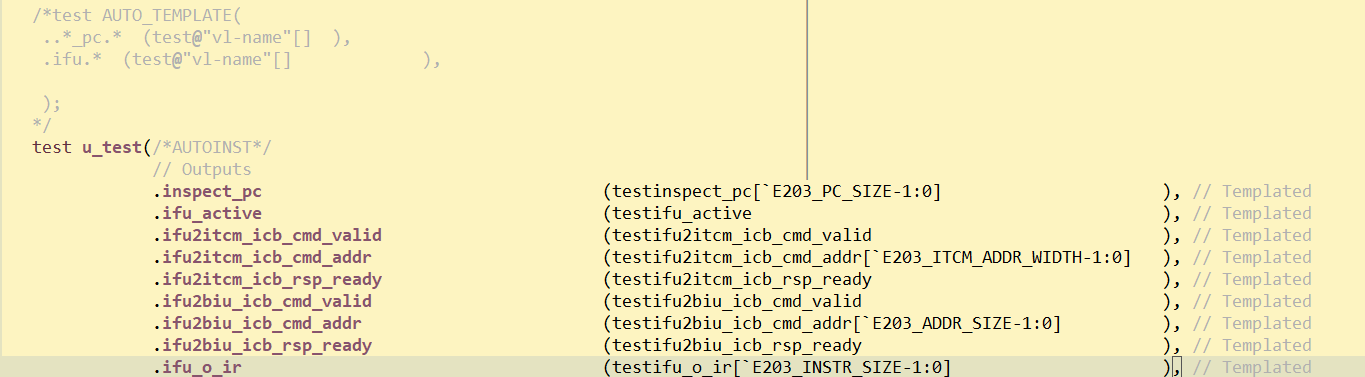 /*test AUTO_TEMPLATE(
..*_pc.* (test@"vl-name"[] ),
.ifu.* (test@"vl-name"[] ),
);
*/
test u_test(/*AUTOINST*/
// Outputs
.inspect_pc (testinspect_pc[`E203_PC_SIZE-1:0] ), // Templated
.ifu_active (testifu_active ), // Templated
.ifu2itcm_icb_cmd_valid (testifu2itcm_icb_cmd_valid ), // Templated
.ifu2itcm_icb_cmd_addr (testifu2itcm_icb_cmd_addr[`E203_ITCM_ADDR_WIDTH-1:0] ), // Templated
.ifu2itcm_icb_rsp_ready (testifu2itcm_icb_rsp_ready ), // Templated
.ifu2biu_icb_cmd_valid (testifu2biu_icb_cmd_valid ), // Templated
.ifu2biu_icb_cmd_addr (testifu2biu_icb_cmd_addr[`E203_ADDR_SIZE-1:0] ), // Templated
.ifu2biu_icb_rsp_ready (testifu2biu_icb_rsp_ready ), // Templated
.ifu_o_ir (testifu_o_ir[`E203_INSTR_SIZE-1:0] ), // Templated